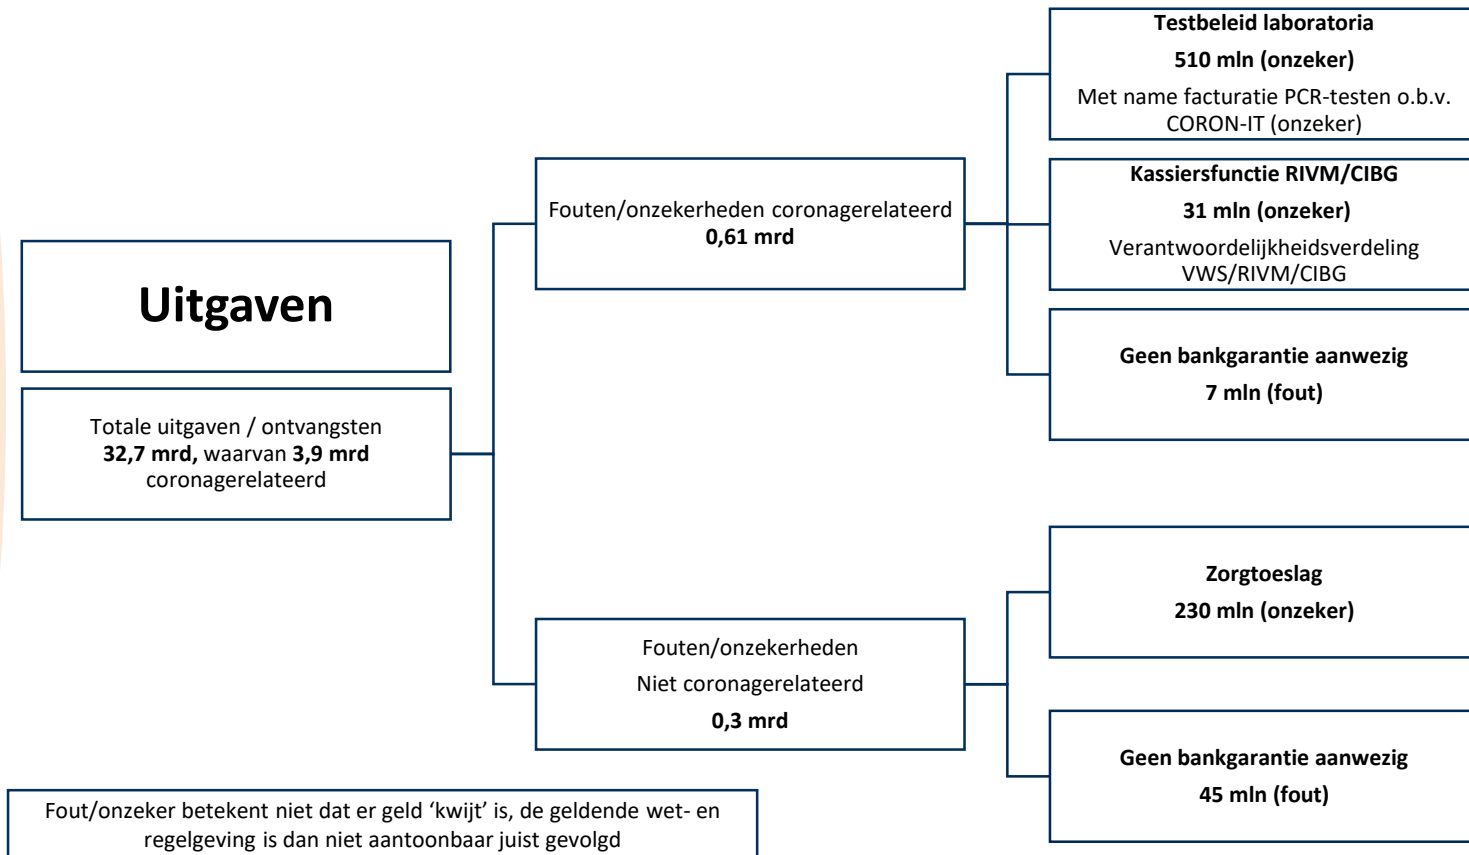 Uitgaven
Totale uitgaven / ontvangsten
32,7 mrd, waarvan 3,9 mrd
coronagerelateerd
Fouten/onzekerheden coronagerelateerd
0,61 mrd
Testbeleid laboratoria
510 mln (onzeker)
Met name facturatie PCR-testen o.b.v.
CORON-IT (onzeker)
Kassiersfunctie RIVM/CIBG
31 mln (onzeker)
Verantwoordelijkheidsverdeling
VWS/RIVM/CIBG
Geen bankgarantie aanwezig
7 mln (fout)
Fouten/onzekerheden
Niet coronagerelateerd
0,3 mrd
Zorgtoeslag
230 mln (onzeker)
Geen bankgarantie aanwezig
45 mln (fout)
Fout/onzeker betekent niet dat er geld ‘kwijt’ is, de geldende wet- en
regelgeving is dan niet aantoonbaar juist gevolgd